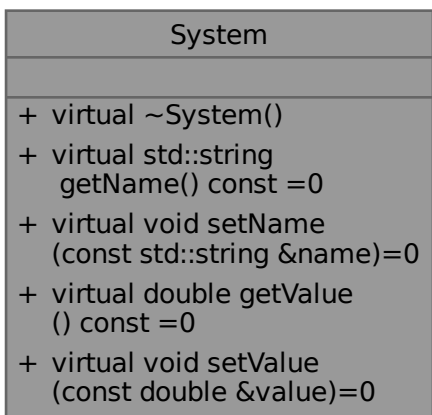 System
+ virtual ~System()
+ virtual std::string
getName() const =0
+ virtual void setName
(const std::string &name)=0
+ virtual double getValue
() const =0
+ virtual void setValue
(const double &value)=0